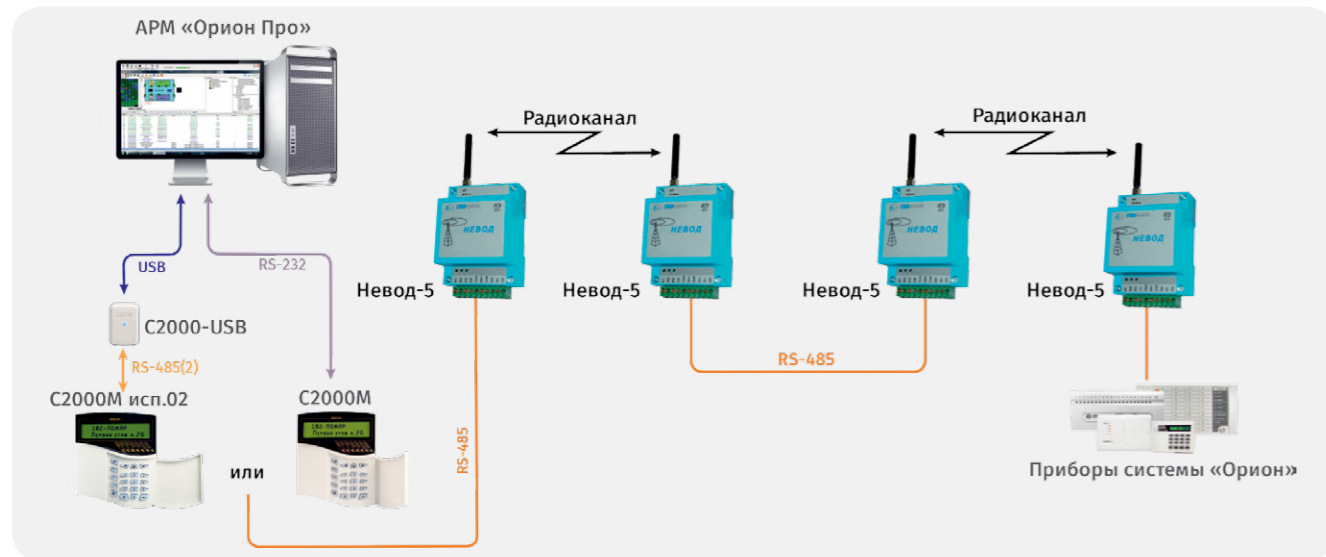 АРМ «Орион Про»
Радиоканал
Радиоканал
НЕВОД
НЕВОД
НЕВОД
НЕВОД
USB
RS-232
Невод-5
Невод-5
Невод-5
Невод-5
С2000-USB
RS-485(2)
RS-485
С2000М исп.02
С2000М
RS-485
или
Приборы системы «Орион»